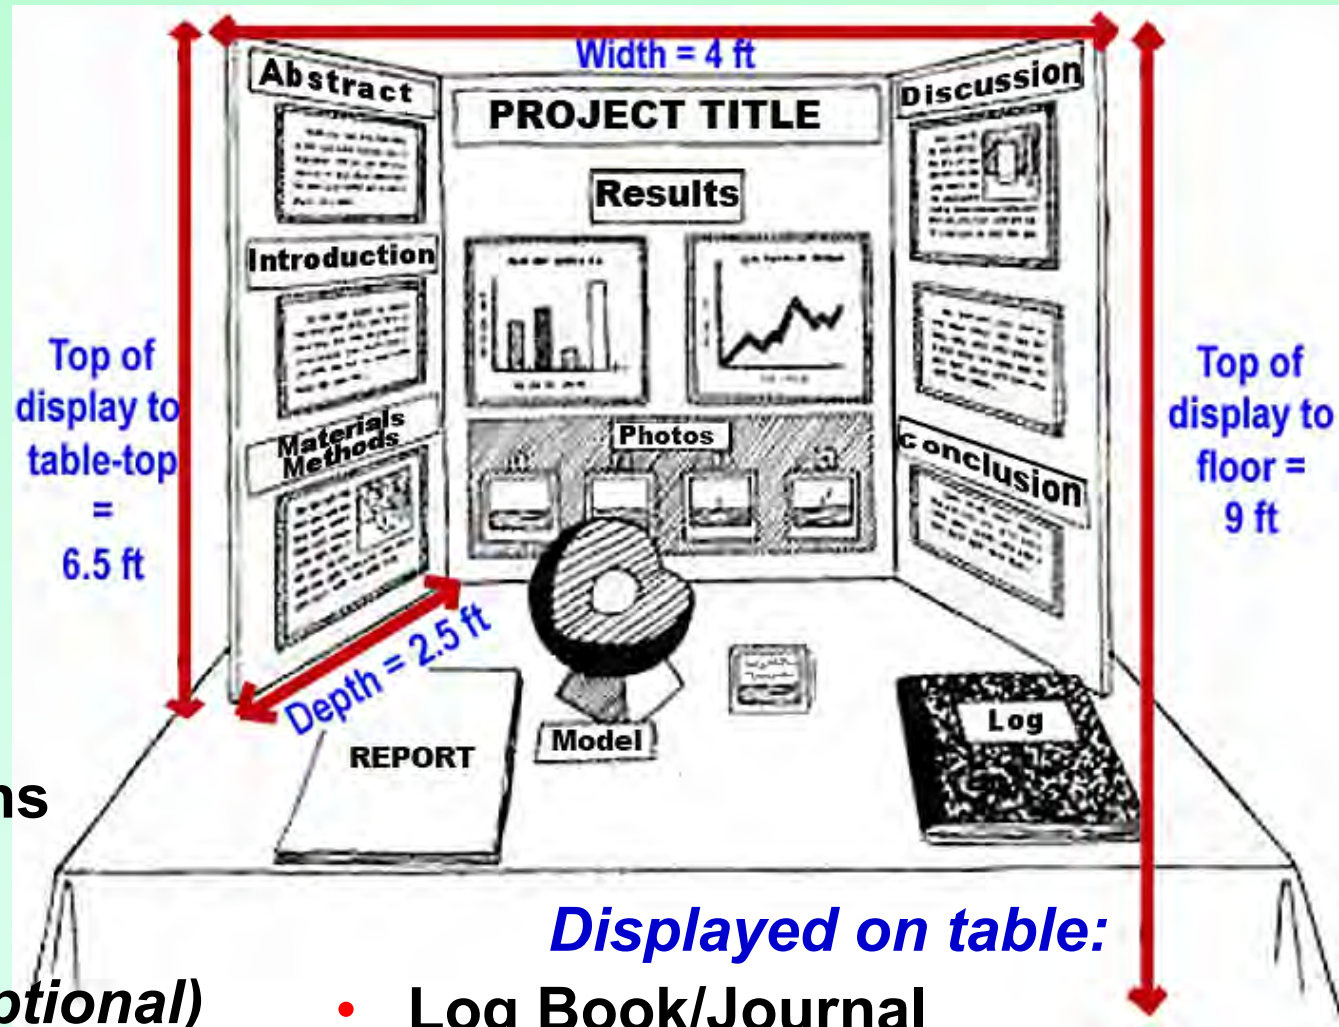 Width = 4 ft
Abstract
PROJECT TITLE
Discussion
Results
Introduction
Top of
display to
table-top
=
6.5 ft
Top of
display to
floor =
9 ft
Materials
Methods
Photos
Conclusion
Depth = 2.5 ft
REPORT
Model
Log
ns
Displayed on table:
ptional)
• Log Book/Journal